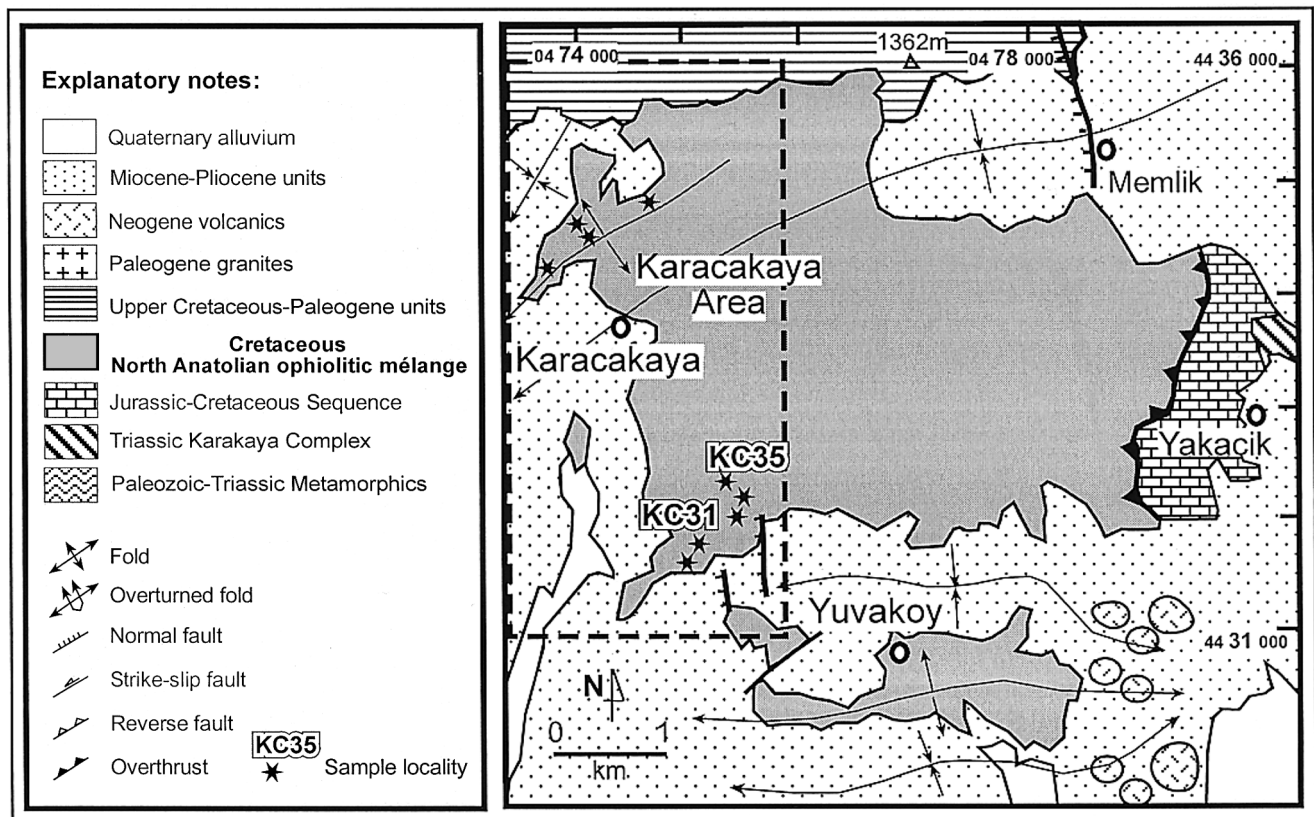 Explanatory notes:
Quaternary alluvium
Miocene-Pliocene units
Neogene volcanics
Paleogene granites
Upper Cretaceous-Paleogene units
Cretaceous
North Anatolian ophiolitic mélange
Jurassic-Cretaceous Sequence
Triassic Karakaya Complex
Paleozoic-Triassic Metamorphics
Fold
Overturned fold
Normal fault
Strike-slip fault
Reverse fault
Overthrust
KC35
Sample locality
1362m
04 74 000
04 78 000
44 36 000
Memlik
Karacakaya
Area
Karacakaya
Yakacik
KC35
KC31
Yuvakoy
44 31 000
N
0 1
km